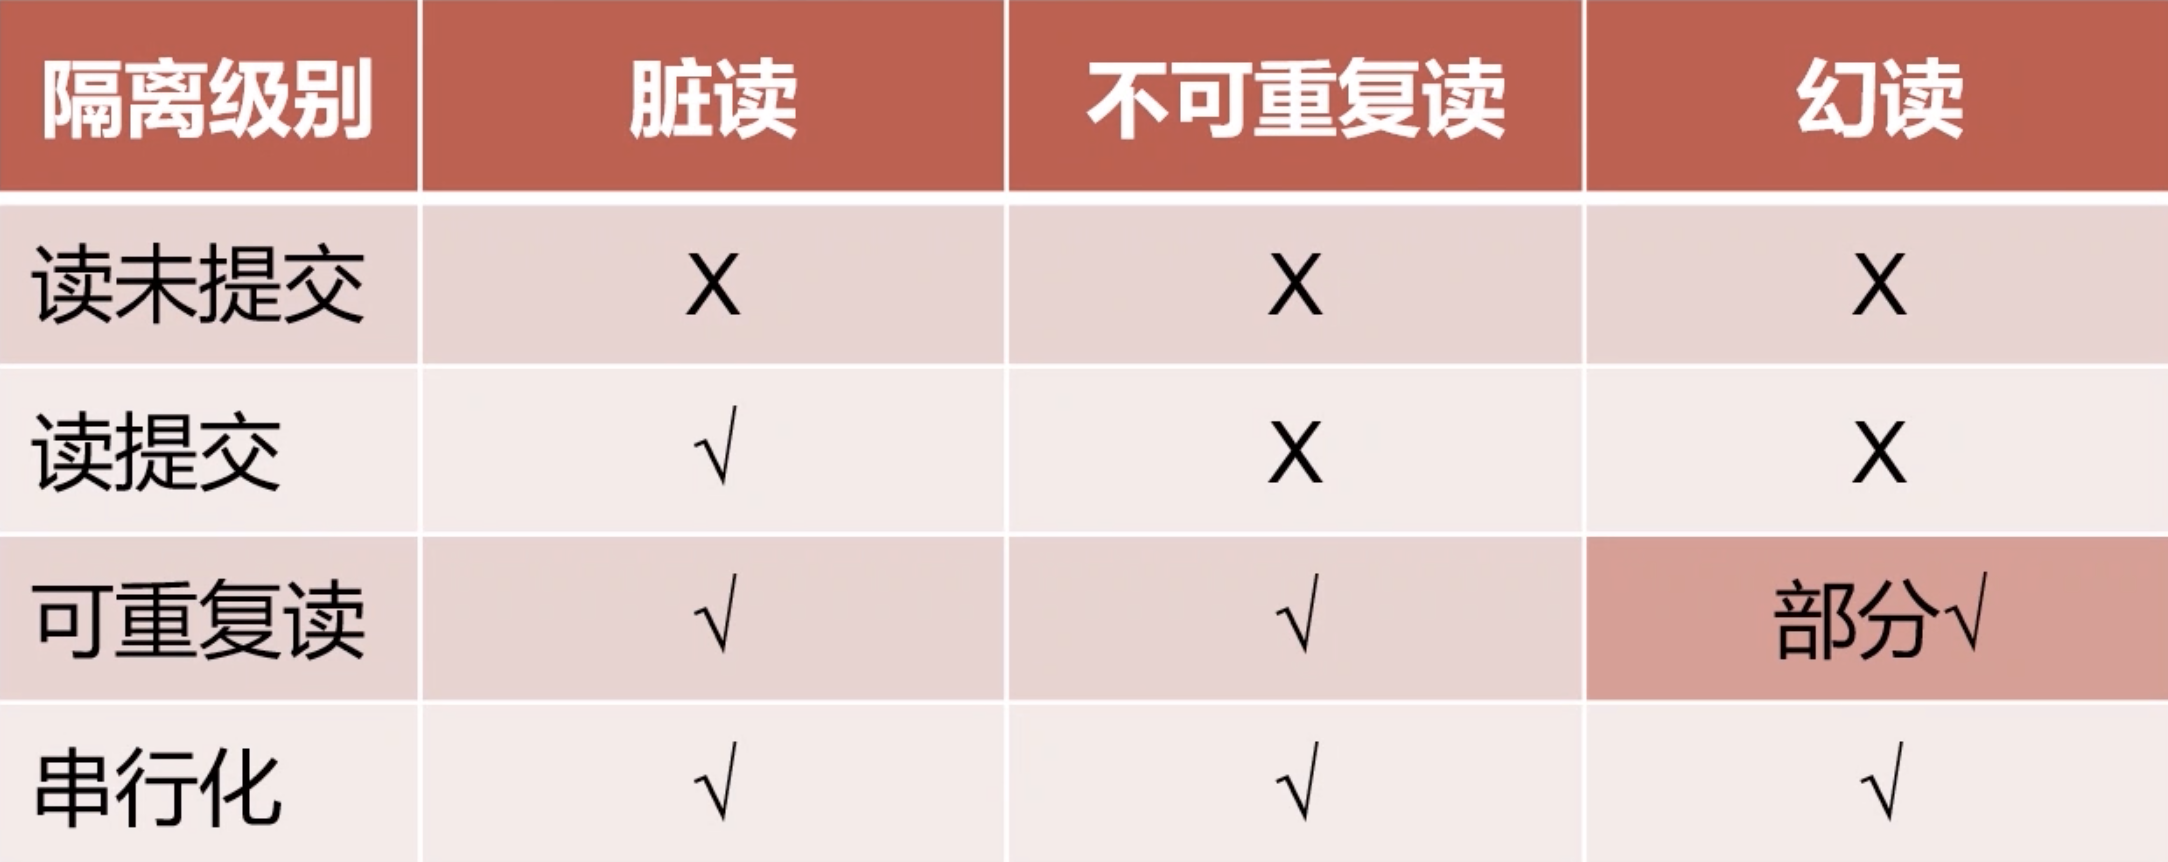 隔离级别 脏读 不可重复读 幻读
读未提交 X X X
读提交 √ X X
可重复读 √ √ 部分√
串行化 √ √ √